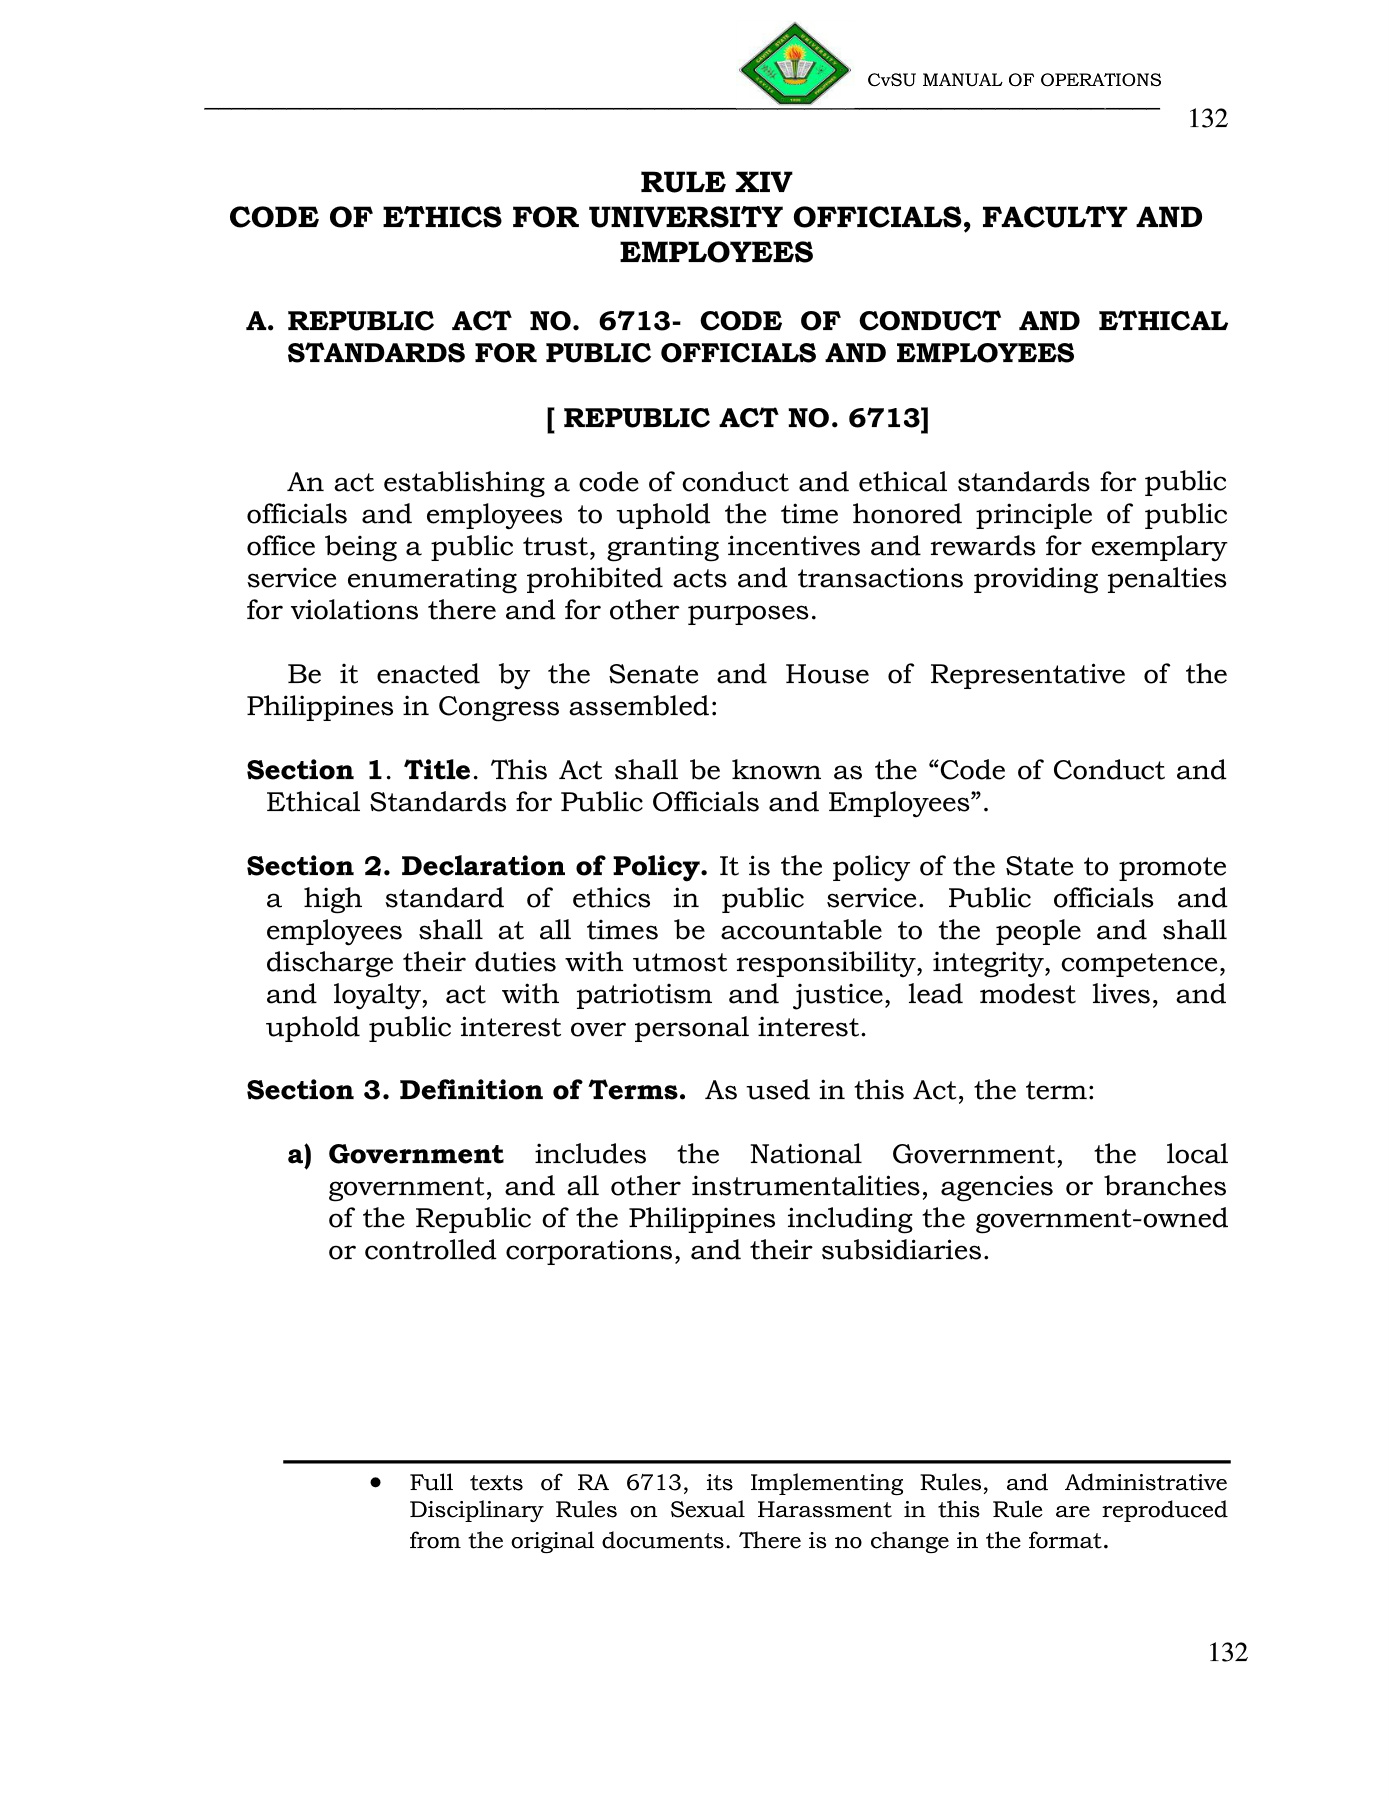 CvSU MANUAL OF OPERATIONS
132
RULE XIV
CODE OF ETHICS FOR UNIVERSITY OFFICIALS, FACULTY AND
EMPLOYEES
A. REPUBLIC ACT NO. 6713- CODE OF CONDUCT AND ETHICAL
STANDARDS FOR PUBLIC OFFICIALS AND EMPLOYEES
[ REPUBLIC ACT NO. 6713]
An act establishing a code of conduct and ethical standards for public
officials and employees to uphold the time honored principle of public
office being a public trust, granting incentives and rewards for exemplary
service enumerating prohibited acts and transactions providing penalties
for violations there and for other purposes.
Be it enacted by the Senate and House of Representative of the
Philippines in Congress assembled:
Section 1. Title. This Act shall be known as the “Code of Conduct and
Ethical Standards for Public Officials and Employees”.
Section 2. Declaration of Policy. It is the policy of the State to promote
a high standard of ethics in public service. Public officials and
employees shall at all times be accountable to the people and shall
discharge their duties with utmost responsibility, integrity, competence,
and loyalty, act with patriotism and justice, lead modest lives, and
uphold public interest over personal interest.
Section 3. Definition of Terms. As used in this Act, the term:
a) Government includes the National Government, the local
government, and all other instrumentalities, agencies or branches
of the Republic of the Philippines including the government-owned
or controlled corporations, and their subsidiaries.
• Full texts of RA 6713, its Implementing Rules, and Administrative
Disciplinary Rules on Sexual Harassment in this Rule are reproduced
from the original documents. There is no change in the format.
132